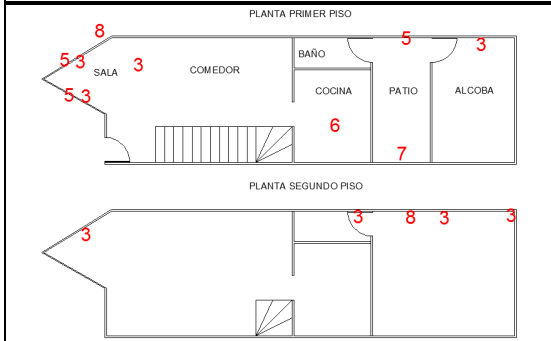 PLANTA PRIMER PISO
8
5
3
BAÑO
5 3
3
SALA
COMEDOR
COCINA
PATIO
ALCOBA
5 3
6
7
PLANTA SEGUNDO PISO
3 8 3 3
3